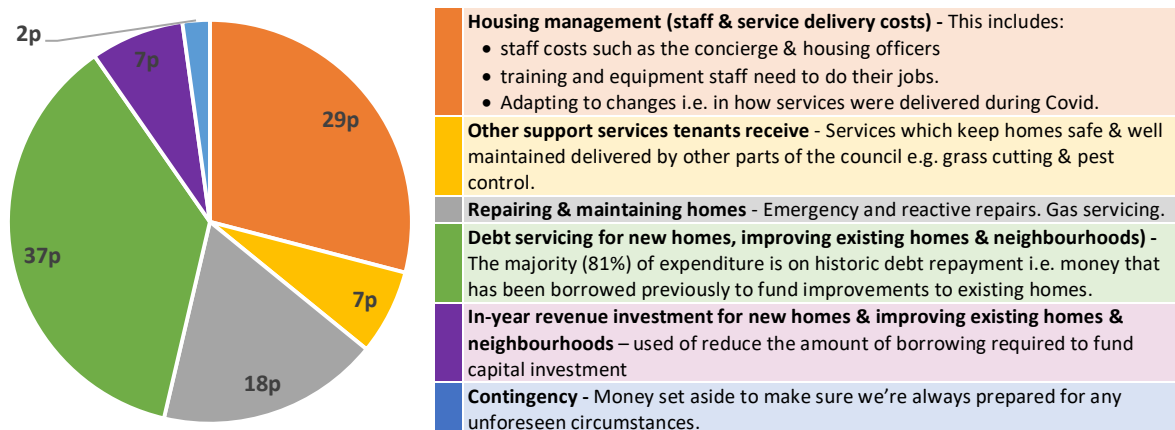 2p
7p
29p
37p
7p
18p
Housing management (staff & service delivery costs) - This includes:
• staff costs such as the concierge & housing officers
• training and equipment staff need to do their jobs.
• Adapting to changes i.e. in how services were delivered during Covid.
Other support services tenants receive - Services which keep homes safe & well
maintained delivered by other parts of the council e.g. grass cutting & pest
control.
Repairing & maintaining homes - Emergency and reactive repairs. Gas servicing.
Debt servicing for new homes, improving existing homes & neighbourhoods) -
The majority (81%) of expenditure is on historic debt repayment i.e. money that
has been borrowed previously to fund improvements to existing homes.
In-year revenue investment for new homes & improving existing homes &
neighbourhoods – used of reduce the amount of borrowing required to fund
capital investment
Contingency - Money set aside to make sure we’re always prepared for any
unforeseen circumstances.